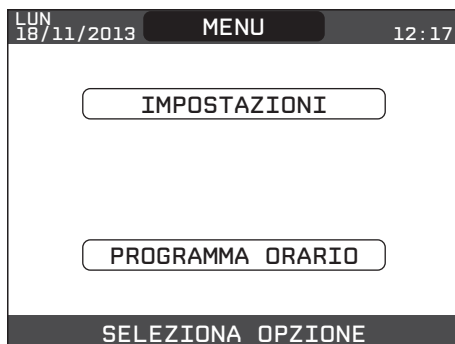 LUN
18/11/2013
MENU
12:17
IMPOSTAZIONI
PROGRAMMA ORARIO
SELEZIONA OPZIONE